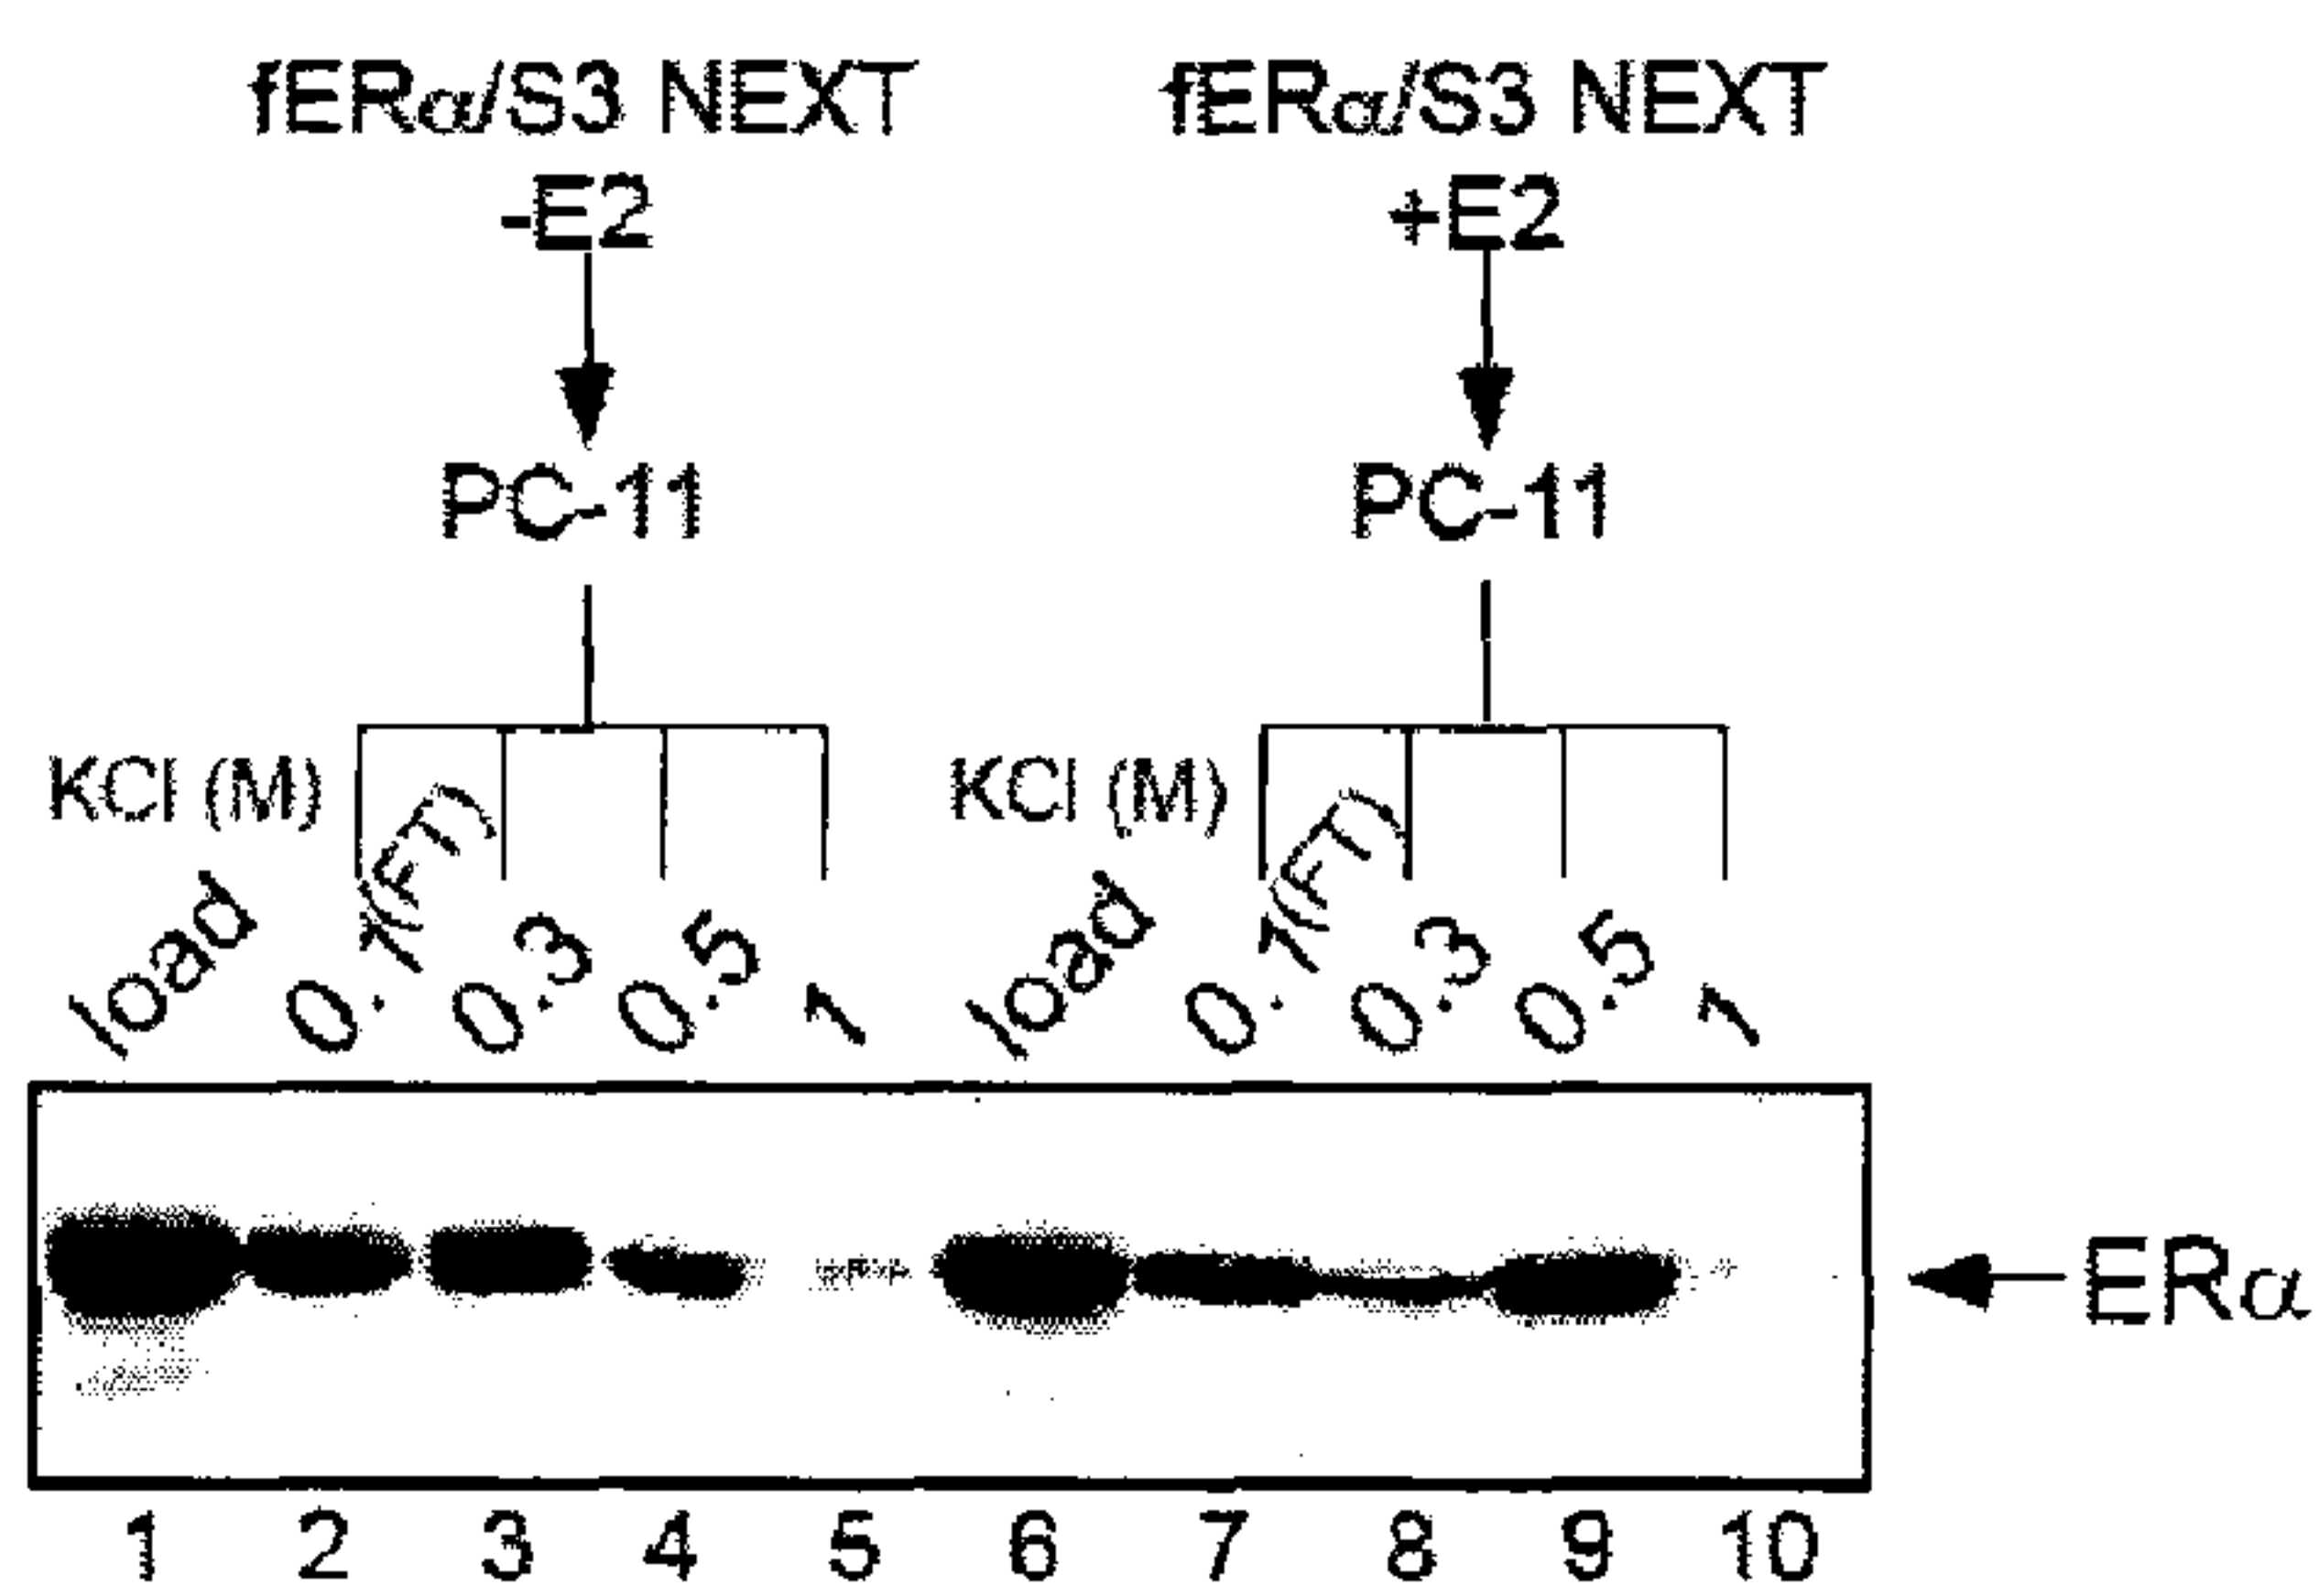 fERα/S3 NEXT fERα/S3 NEXT
-E2 +E2
PC-11 PC-11
KCl (M) KCl (M)
load 0.1(FT) 0.3 0.5 1 load 0.1(FT) 0.3 0.5 1
ERα
1 2 3 4 5 6 7 8 9 10